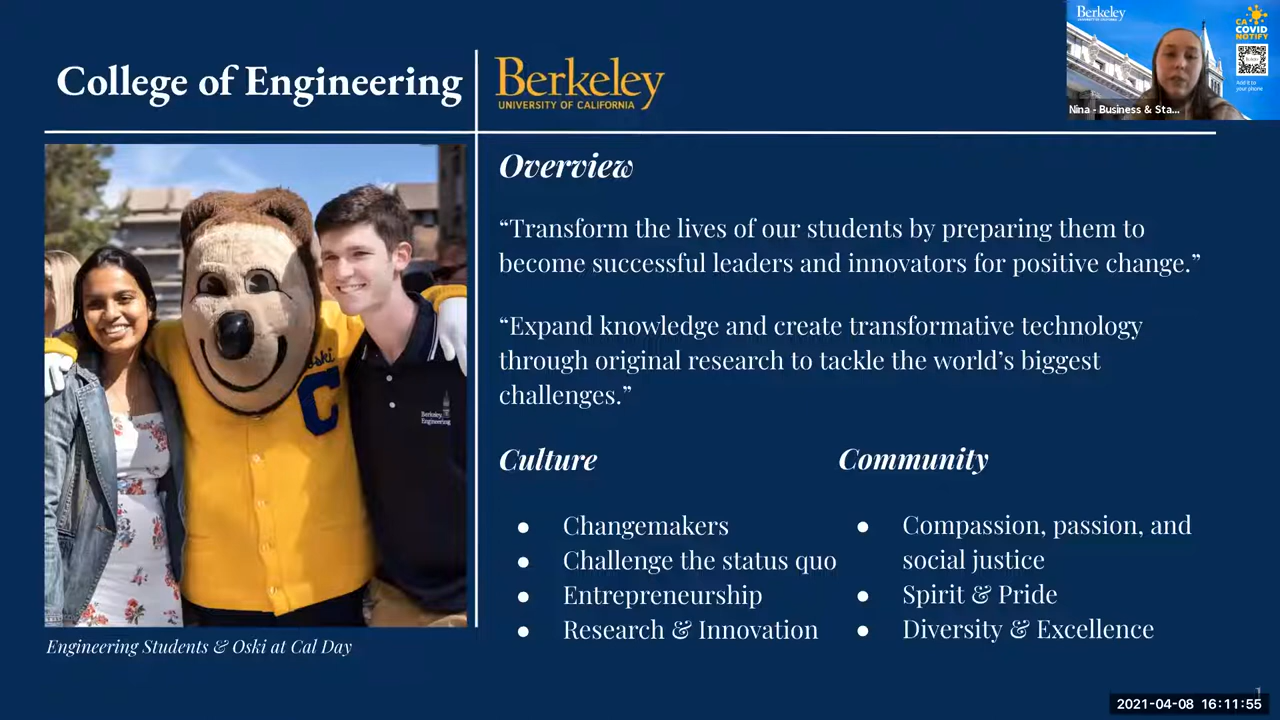 College of Engineering
Berkeley
UNIVERSITY OF CALIFORNIA
Berkeley
CA
COVID
NOTIFY
Add it to
your phone
Nina - Business & Sta...
Overview
“Transform the lives of our students by preparing them to
become successful leaders and innovators for positive change.”
“Expand knowledge and create transformative technology
through original research to tackle the world’s biggest
challenges.”
C
Berkeley
Engineering
Culture
● Changemakers
● Challenge the status quo
● Entrepreneurship
● Research & Innovation
Community
● Compassion, passion, and
social justice
● Spirit & Pride
● Diversity & Excellence
Engineering Students & Oski at Cal Day
1
2021-04-08 16:11:55